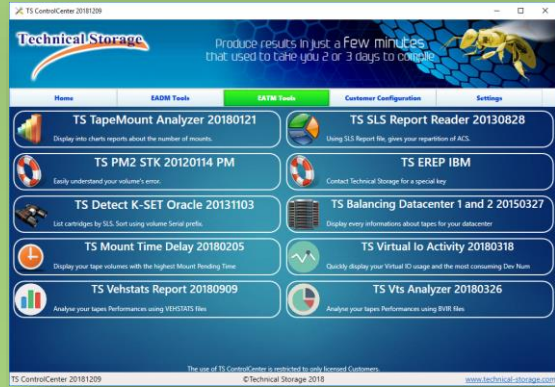 TS ControlCenter 20181209
Technical Storage
Produce results in just a Few minutes
that used to take you 2 or 3 days to compile
Home
EADM Tools
EATM Tools
Customer Configuration
Settings
TS TapeMount Analyzer 20180121
Display into charts reports about the number of mounts.
TS SLS Report Reader 20130828
Using SLS Report file, gives your repartition of ACS.
TS PM2 STK 20120114 PM
Easily understand your volume's error.
TS EREP IBM
Contact Technical Storage for a special key
TS Detect K-SET Oracle 20131103
List cartridges by SLS. Sort using volume Serial prefix.
TS Balancing Datacenter 1 and 2 20150327
Display every informations about tapes for your datacenter
TS Mount Time Delay 20180205
Display your tape volumes with the highest Mount Pending Time
TS Virtual Io Activity 20180318
Quickly display your Virtual IO usage and the most consuming Dev Num
TS Vehstats Report 20180909
Analyse your tapes Performances using VEHSTATS files
TS Vts Analyzer 20180326
Analyse your tapes Performances using BVIR files
The use of TS ControlCenter is restricted to only licensed Customers.
TS ControlCenter 20181209
©Technical Storage 2018
www.technical-storage.com